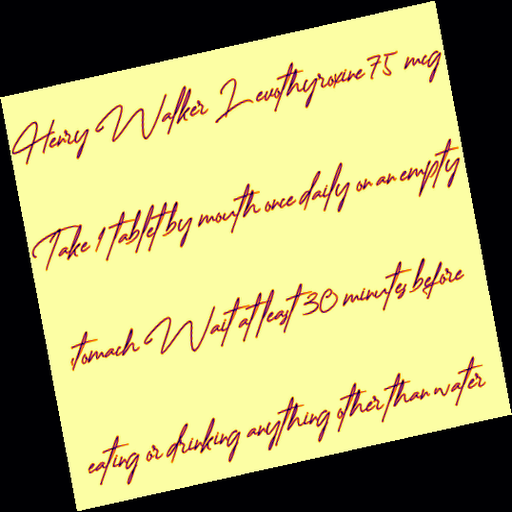 Henry Walker Levothyroxine 75 mcg
Take 1 tablet by mouth once daily on an empty
stomach Wait at least 30 minutes before
eating or drinking anything other than water